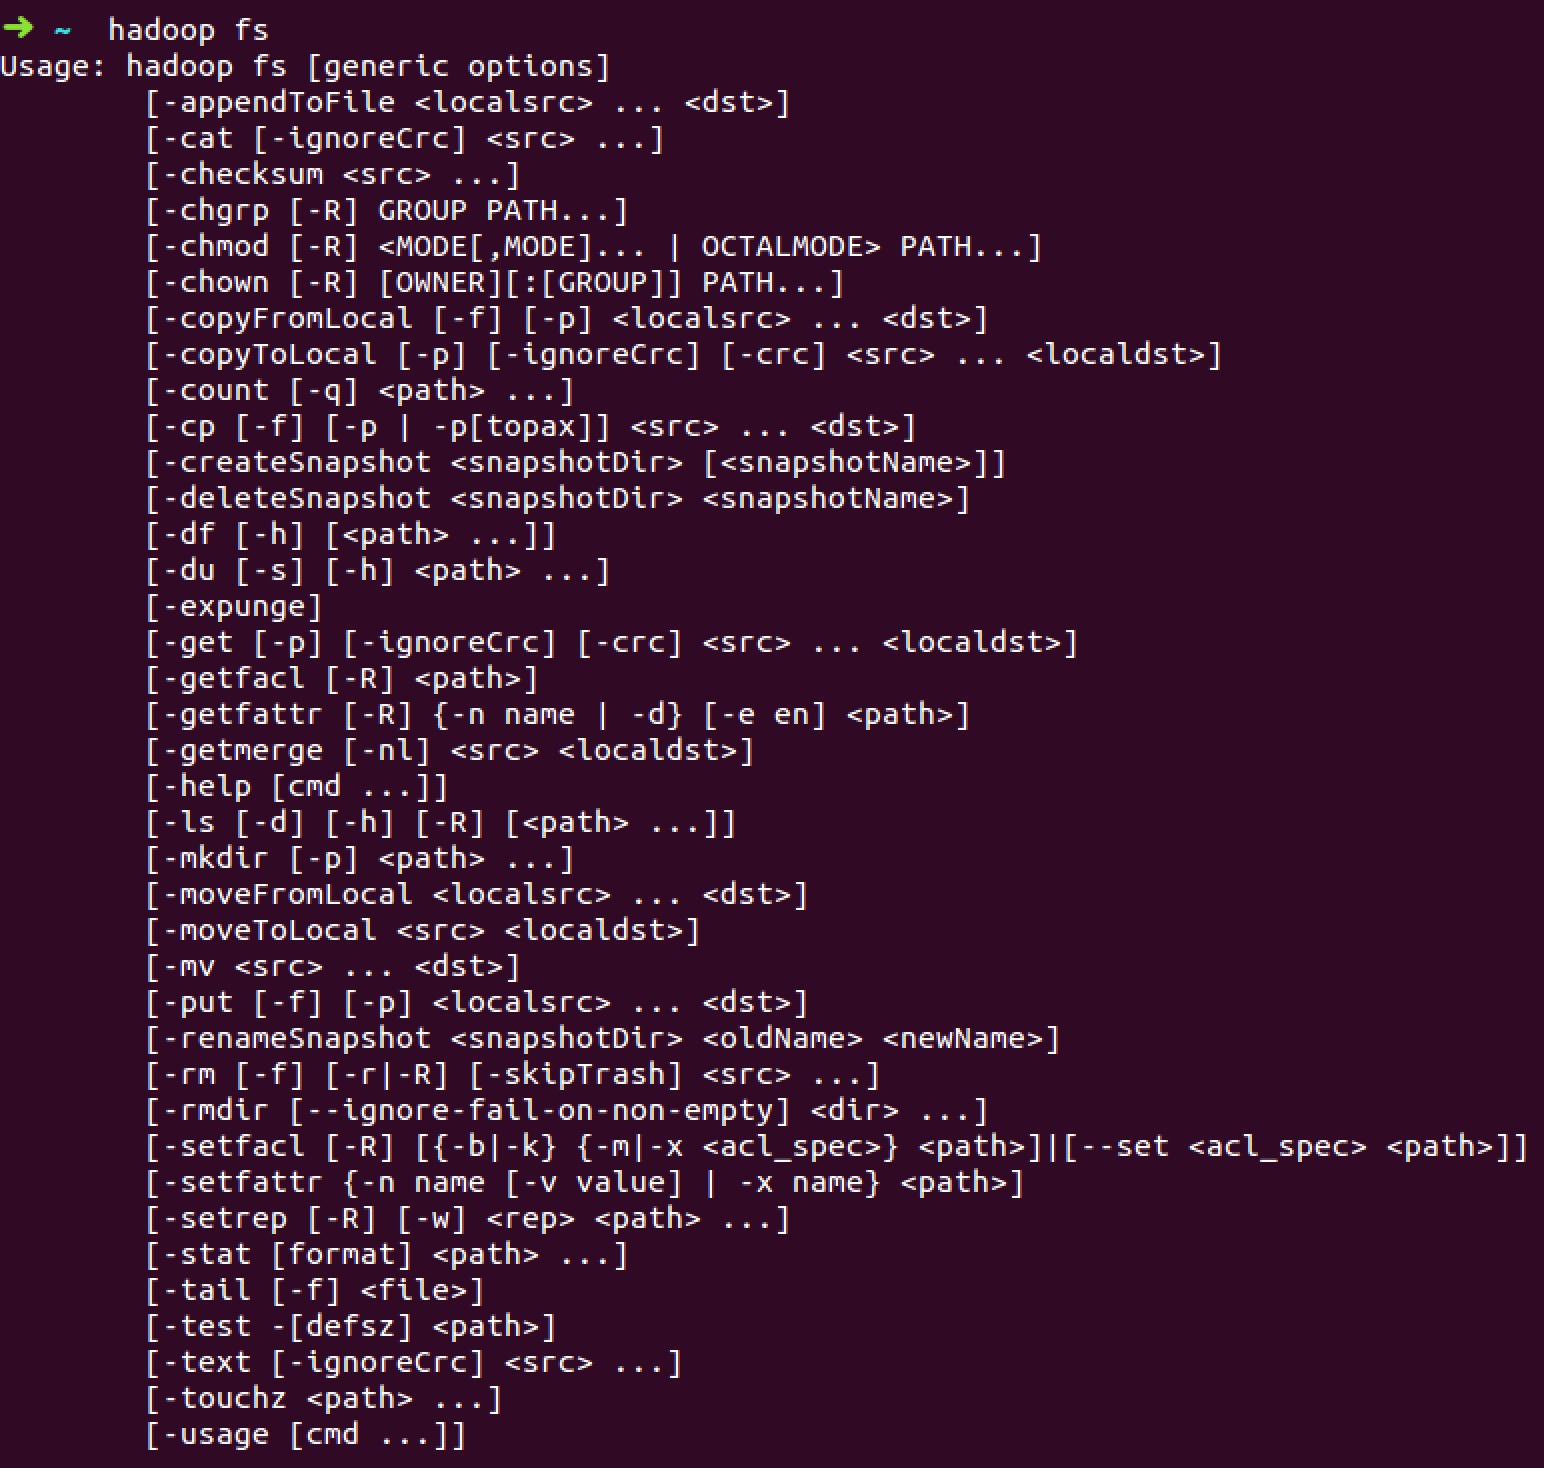 ➜ ~ hadoop fs
Usage: hadoop fs [generic options]
[-appendToFile <localsrc> ... <dst>]
[-cat [-ignoreCrc] <src> ...]
[-checksum <src> ...]
[-chgrp [-R] GROUP PATH...]
[-chmod [-R] <MODE[,MODE]... | OCTALMODE> PATH...]
[-chown [-R] [OWNER][:[GROUP]] PATH...]
[-copyFromLocal [-f] [-p] <localsrc> ... <dst>]
[-copyToLocal [-p] [-ignoreCrc] [-crc] <src> ... <localdst>]
[-count [-q] <path> ...]
[-cp [-f] [-p | -p[topax]] <src> ... <dst>]
[-createSnapshot <snapshotDir> [<snapshotName>]]
[-deleteSnapshot <snapshotDir> <snapshotName>]
[-df [-h] [<path> ...]]
[-du [-s] [-h] <path> ...]
[-expunge]
[-get [-p] [-ignoreCrc] [-crc] <src> ... <localdst>]
[-getfacl [-R] <path>]
[-getfattr [-R] {-n name | -d} [-e en] <path>]
[-getmerge [-nl] <src> <localdst>]
[-help [cmd ...]]
[-ls [-d] [-h] [-R] [<path> ...]]
[-mkdir [-p] <path> ...]
[-moveFromLocal <localsrc> ... <dst>]
[-moveToLocal <src> <localdst>]
[-mv <src> ... <dst>]
[-put [-f] [-p] <localsrc> ... <dst>]
[-renameSnapshot <snapshotDir> <oldName> <newName>]
[-rm [-f] [-r|-R] [-skipTrash] <src> ...]
[-rmdir [--ignore-fail-on-non-empty] <dir> ...]
[-setfacl [-R] [{-b|-k} {-m|-x <acl_spec>} <path>]|[--set <acl_spec> <path>]]
[-setfattr {-n name [-v value] | -x name} <path>]
[-setrep [-R] [-w] <rep> <path> ...]
[-stat [format] <path> ...]
[-tail [-f] <file>]
[-test -[defsz] <path>]
[-text [-ignoreCrc] <src> ...]
[-touchz <path> ...]
[-usage [cmd ...]]